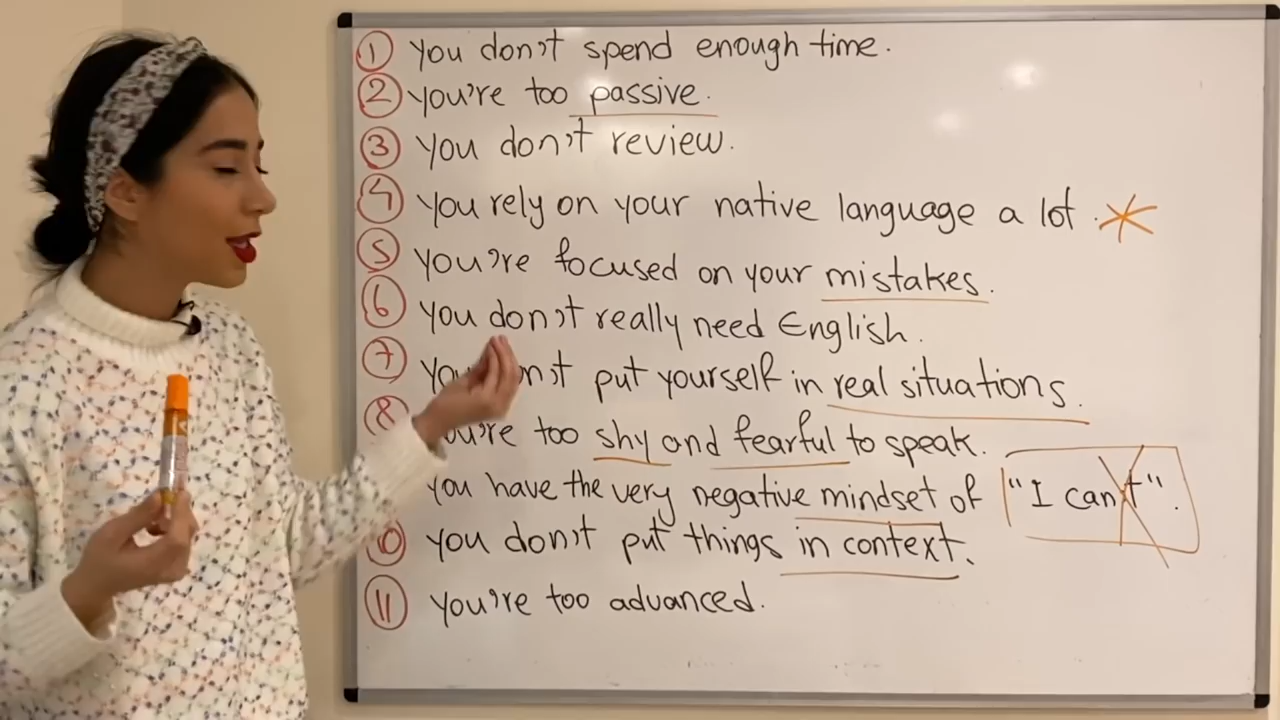 1 You don't spend enough time.
2 You're too passive.
3 You don't review.
4 You rely on your native language a lot. *
5 You're focused on your mistakes.
6 You don't really need English.
7 put yourself in real situations.
8 too shy and fearful to speak.
You have the very negative mindset of "I can't".
10 You don't put things in context.
11 You're too advanced.